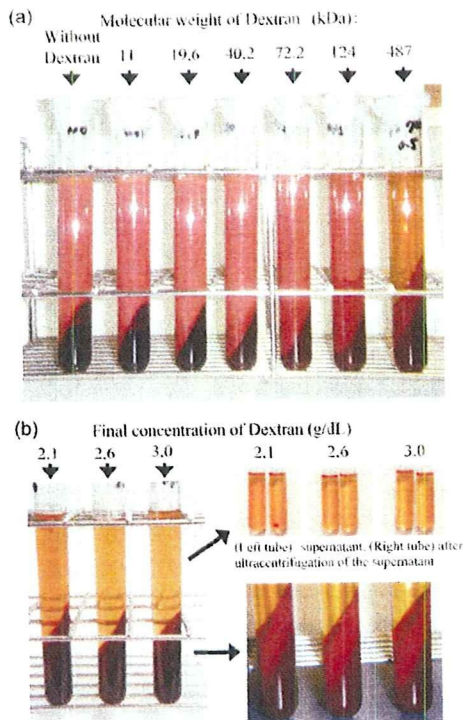 (a)
Molecular weight of Dextran (kDa):
Without
Dextran
11
19.6
40.2
72.2
124
487
(b)
Final concentration of Dextran (g/dL)
2.1
2.6
3.0
2.1
2.6
3.0
(Left tube) supernatant, (Right tube) after
ultracentrifugation of the supernatant